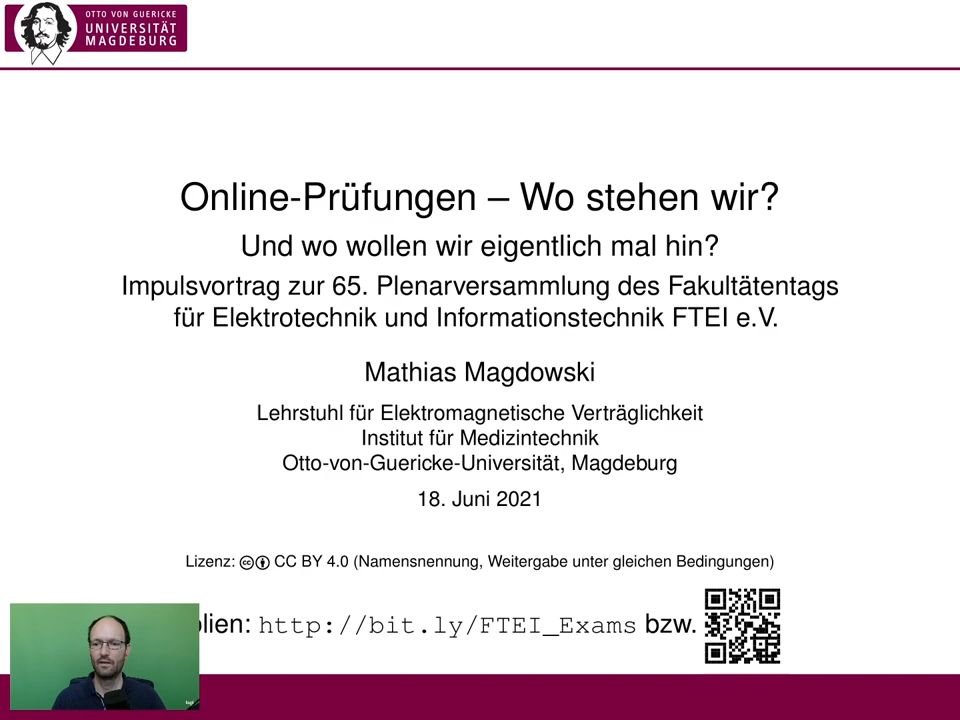 OTTO VON GUERICKE
UNIVERSITÄT
MAGDEBURG
Online-Prüfungen – Wo stehen wir?
Und wo wollen wir eigentlich mal hin?
Impulsvortrag zur 65. Plenarversammlung des Fakultätentags
für Elektrotechnik und Informationstechnik FTEI e.V.
Mathias Magdowski
Lehrstuhl für Elektromagnetische Verträglichkeit
Institut für Medizintechnik
Otto-von-Guericke-Universität, Magdeburg
18. Juni 2021
Lizenz: CC BY 4.0 (Namensnennung, Weitergabe unter gleichen Bedingungen)
olien: http://bit.ly/FTEI_Exams bzw.